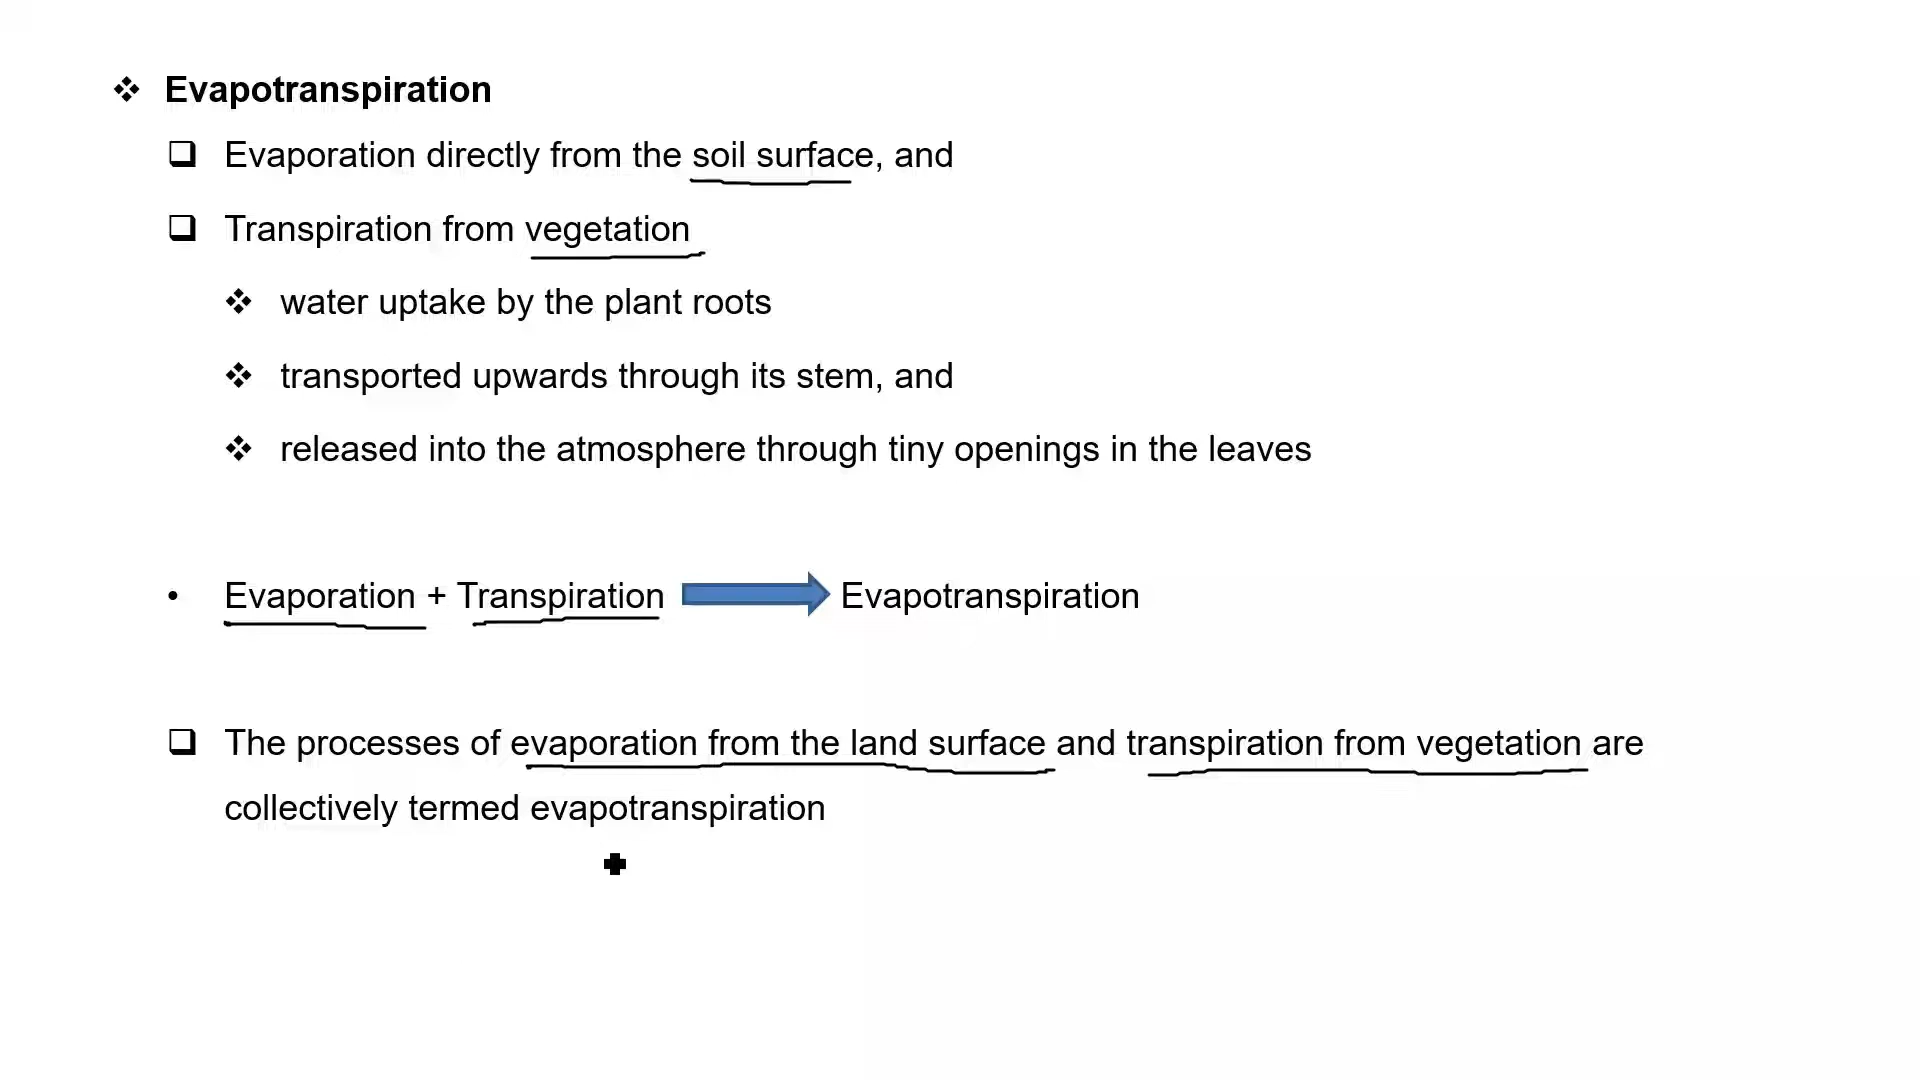 ❖ Evapotranspiration
❑ Evaporation directly from the soil surface, and
❑ Transpiration from vegetation
❖ water uptake by the plant roots
❖ transported upwards through its stem, and
❖ released into the atmosphere through tiny openings in the leaves
• Evaporation + Transpiration → Evapotranspiration
❑ The processes of evaporation from the land surface and transpiration from vegetation are
collectively termed evapotranspiration